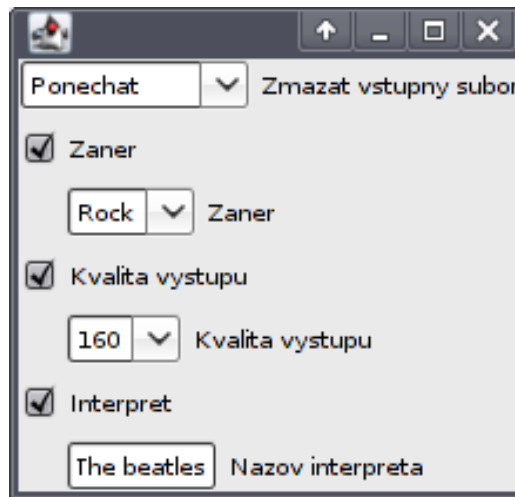 Ponechat Zmazat vstupny subor
Zaner
Rock Zaner
Kvalita vystupu
160 Kvalita vystupu
Interpret
The beatles Nazov interpreta